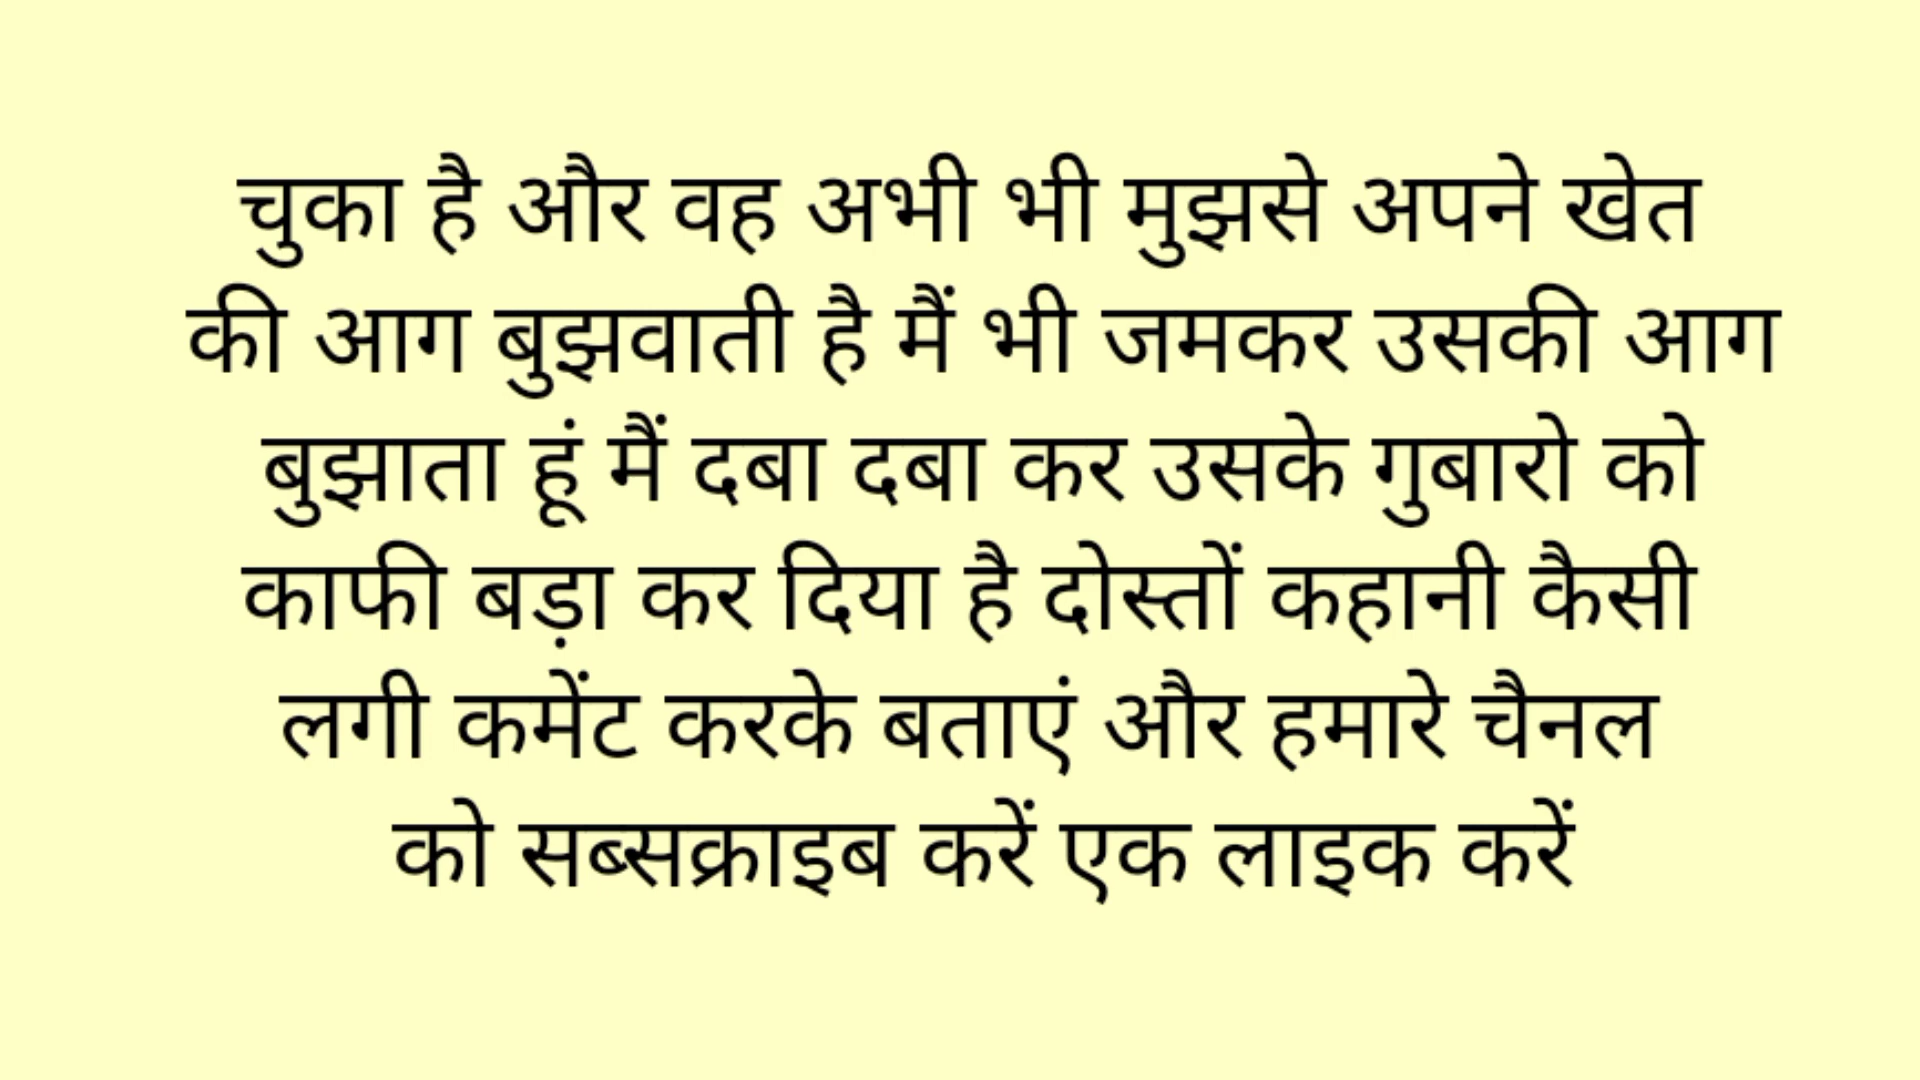 चुका है और वह अभी भी मुझसे अपने खेत
की आग बुझवाती है मैं भी जमकर उसकी आग
बुझाता हूं मैं दबा दबा कर उसके गुबारो को
काफी बड़ा कर दिया है दोस्तों कहानी कैसी
लगी कमेंट करके बताएं और हमारे चैनल
को सब्सक्राइब करें एक लाइक करें